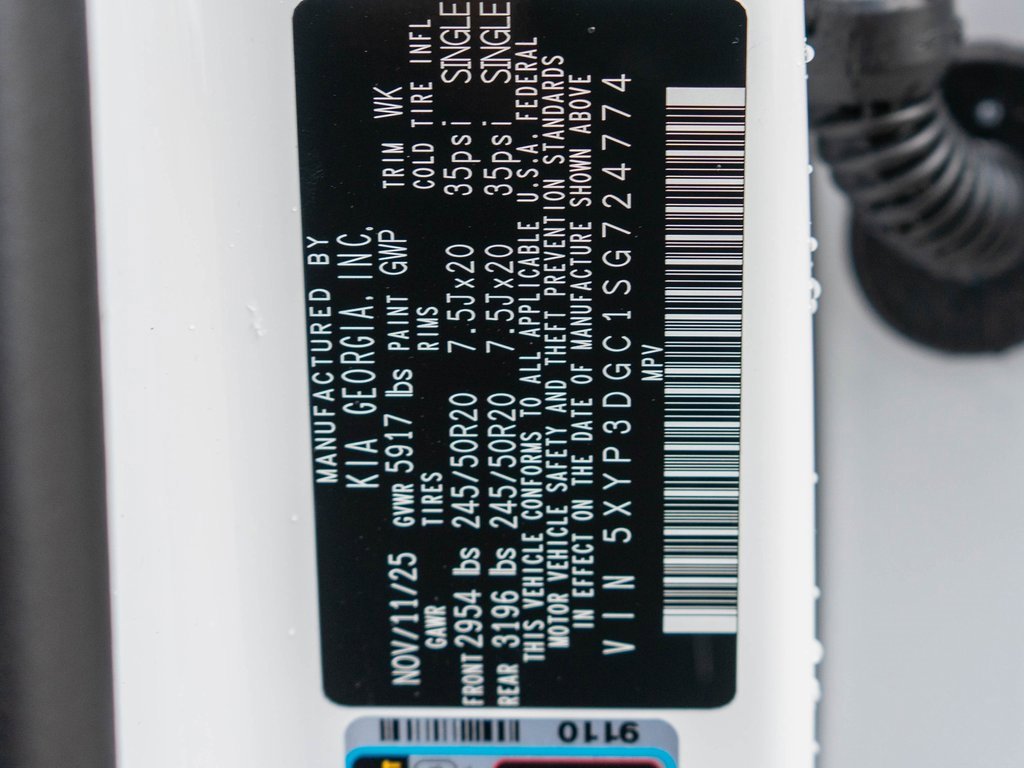 MANUFACTURED BY
KIA GEORGIA, INC.
NOV/11/25 GVWR 5917 lbs PAINT GWP TRIM WK
GAWR TIRES RIMS COLD TIRE INFL
FRONT 2954 lbs 245/50R20 7.5Jx20 35psi SINGLE
REAR 3196 lbs 245/50R20 7.5Jx20 35psi SINGLE
THIS VEHICLE CONFORMS TO ALL APPLICABLE U.S.A. FEDERAL
MOTOR VEHICLE SAFETY AND THEFT PREVENTION STANDARDS
IN EFFECT ON THE DATE OF MANUFACTURE SHOWN ABOVE
VIN 5XYP3DGC1SG724774
MPV
9110